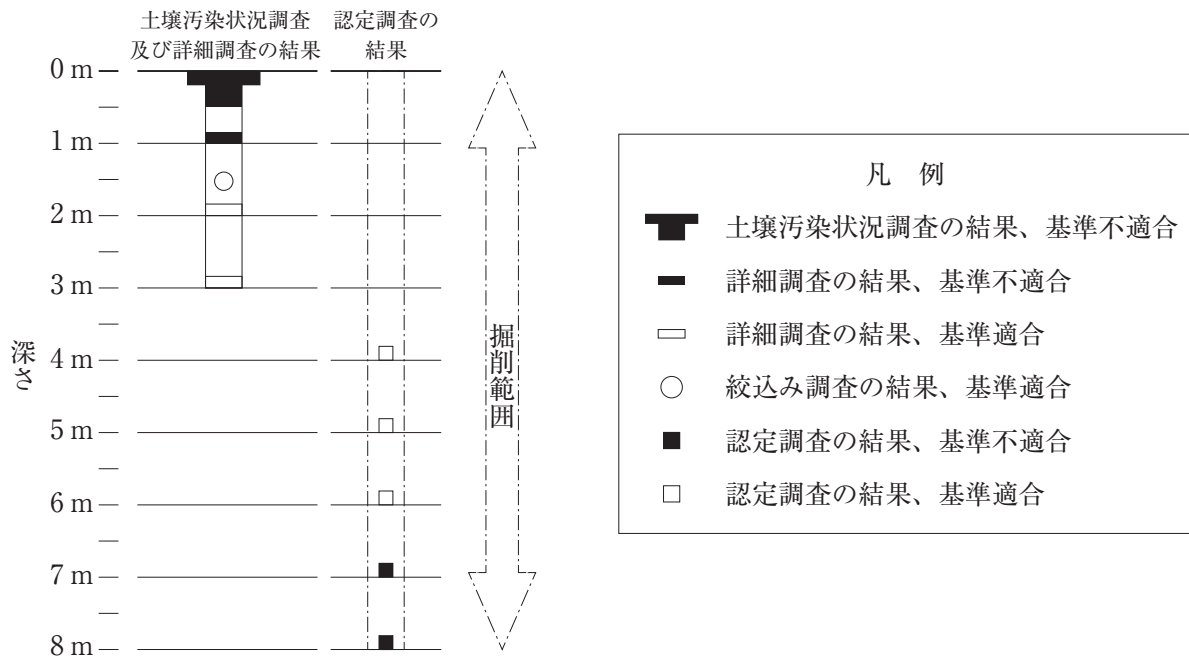 土壌汚染状況調査
及び詳細調査の結果
認定調査の
結果
0 m
1 m
2 m
3 m
4 m
5 m
6 m
7 m
8 m
深さ
掘削範囲
凡 例
土壌汚染状況調査の結果、基準不適合
詳細調査の結果、基準不適合
詳細調査の結果、基準適合
絞込み調査の結果、基準適合
認定調査の結果、基準不適合
認定調査の結果、基準適合